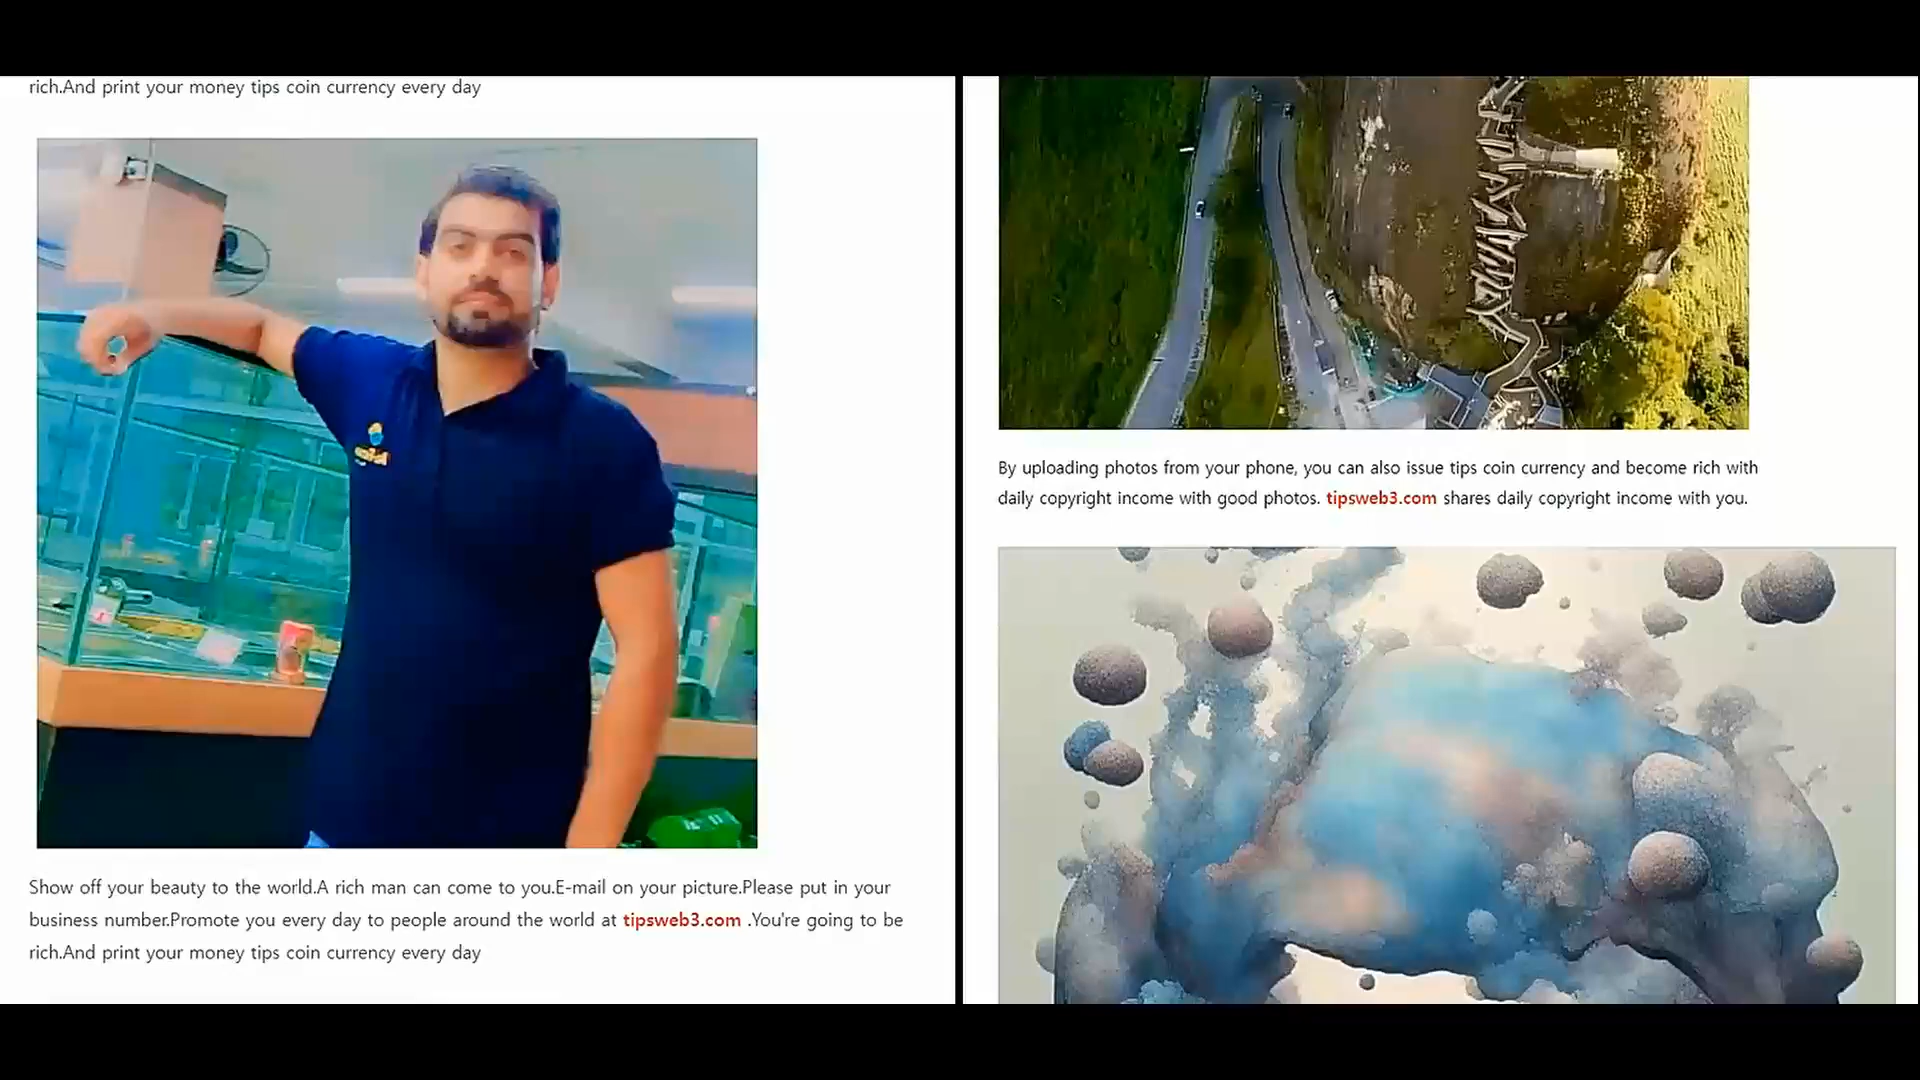 rich.And print your money tips coin currency every day
Show off your beauty to the world.A rich man can come to you.E-mail on your picture.Please put in your
business number.Promote you every day to people around the world at tipsweb3.com .You're going to be
rich.And print your money tips coin currency every day
By uploading photos from your phone, you can also issue tips coin currency and become rich with
daily copyright income with good photos. tipsweb3.com shares daily copyright income with you.